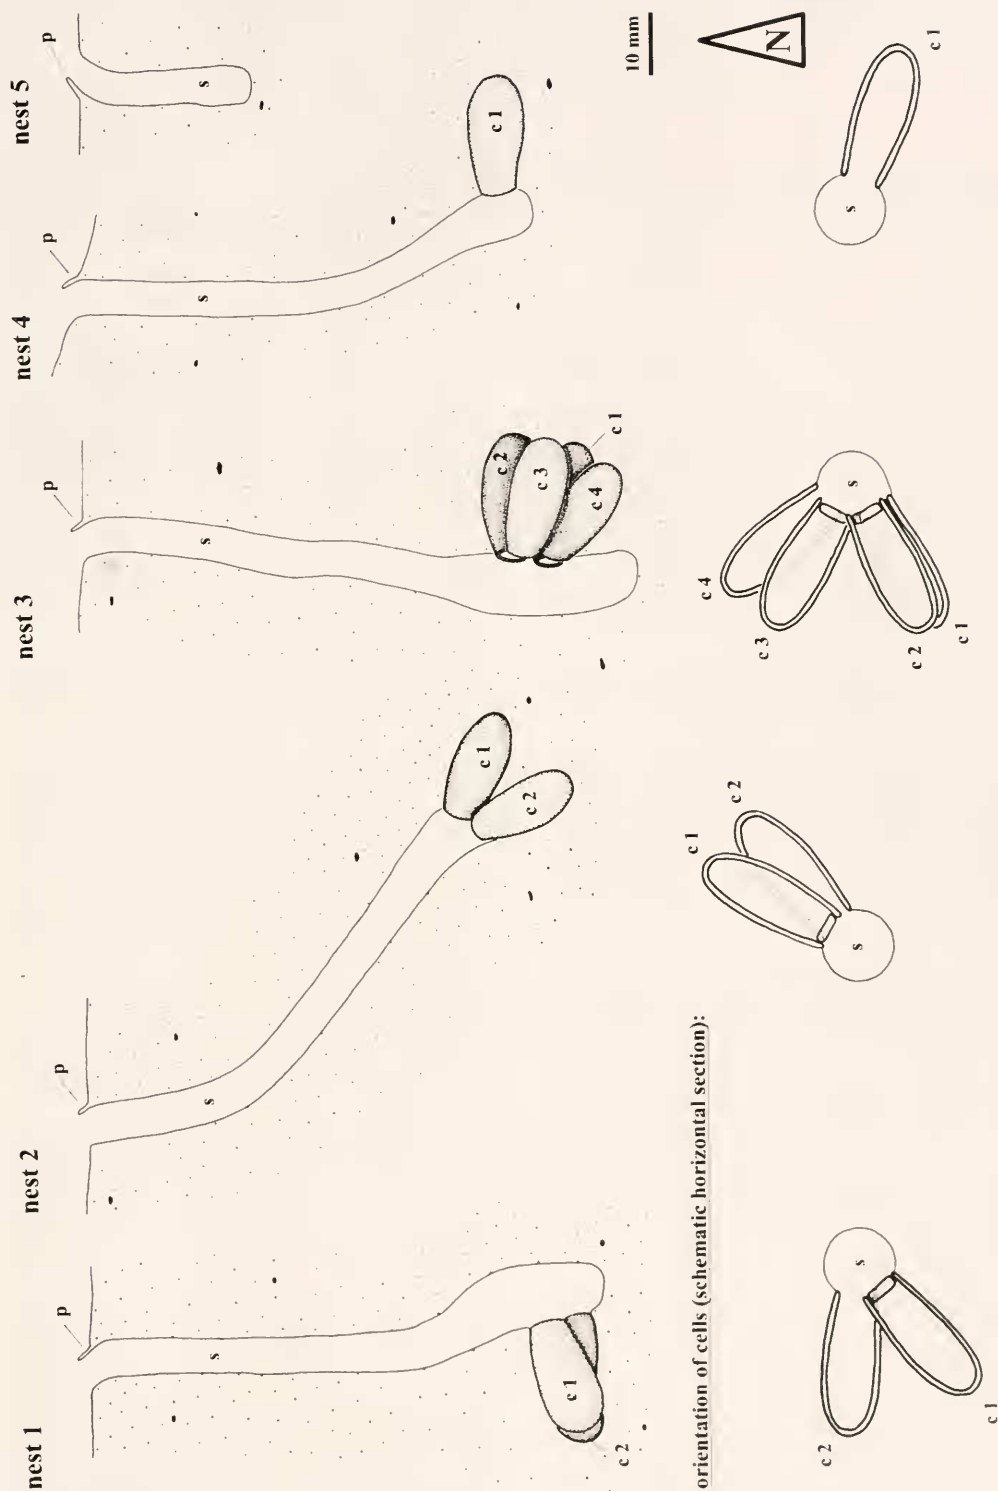 nest 1
nest 2
nest 3
nest 4
nest 5
p
s
c 1
c 2
p
s
c 1
c 2
p
s
c 2
c 3
c 1
c 4
p
s
c 1
p
s
10 mm
N
orientation of cells (schematic horizontal section):
c 2
s
c 1
c 1
c 2
s
c 4
c 3
s
c 2
c 1
s
c 1